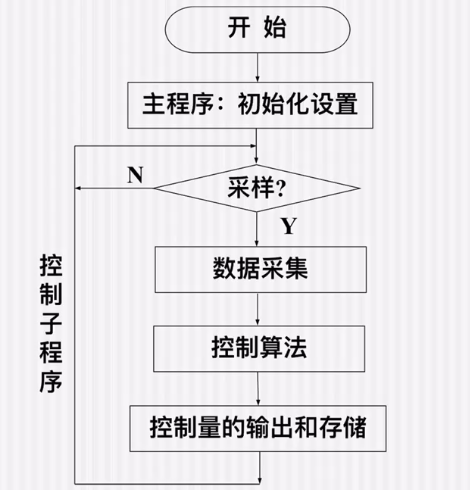 开 始
主程序：初始化设置
N
采样?
Y
数据采集
控制子程序
控制算法
控制量的输出和存储